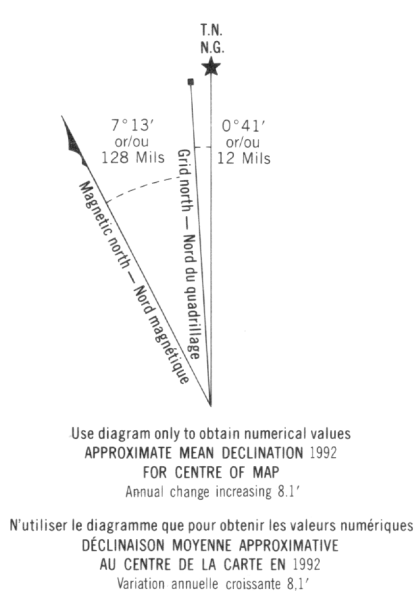 T.N.
N.G.
7°13′
or/ou
128 Mils
0°41′
or/ou
12 Mils
Grid north — Nord du quadrillage
Magnetic north — Nord magnétique
Use diagram only to obtain numerical values
APPROXIMATE MEAN DECLINATION 1992
FOR CENTRE OF MAP
Annual change increasing 8.1′
N'utiliser le diagramme que pour obtenir les valeurs numériques
DÉCLINAISON MOYENNE APPROXIMATIVE
AU CENTRE DE LA CARTE EN 1992
Variation annuelle croissante 8,1′